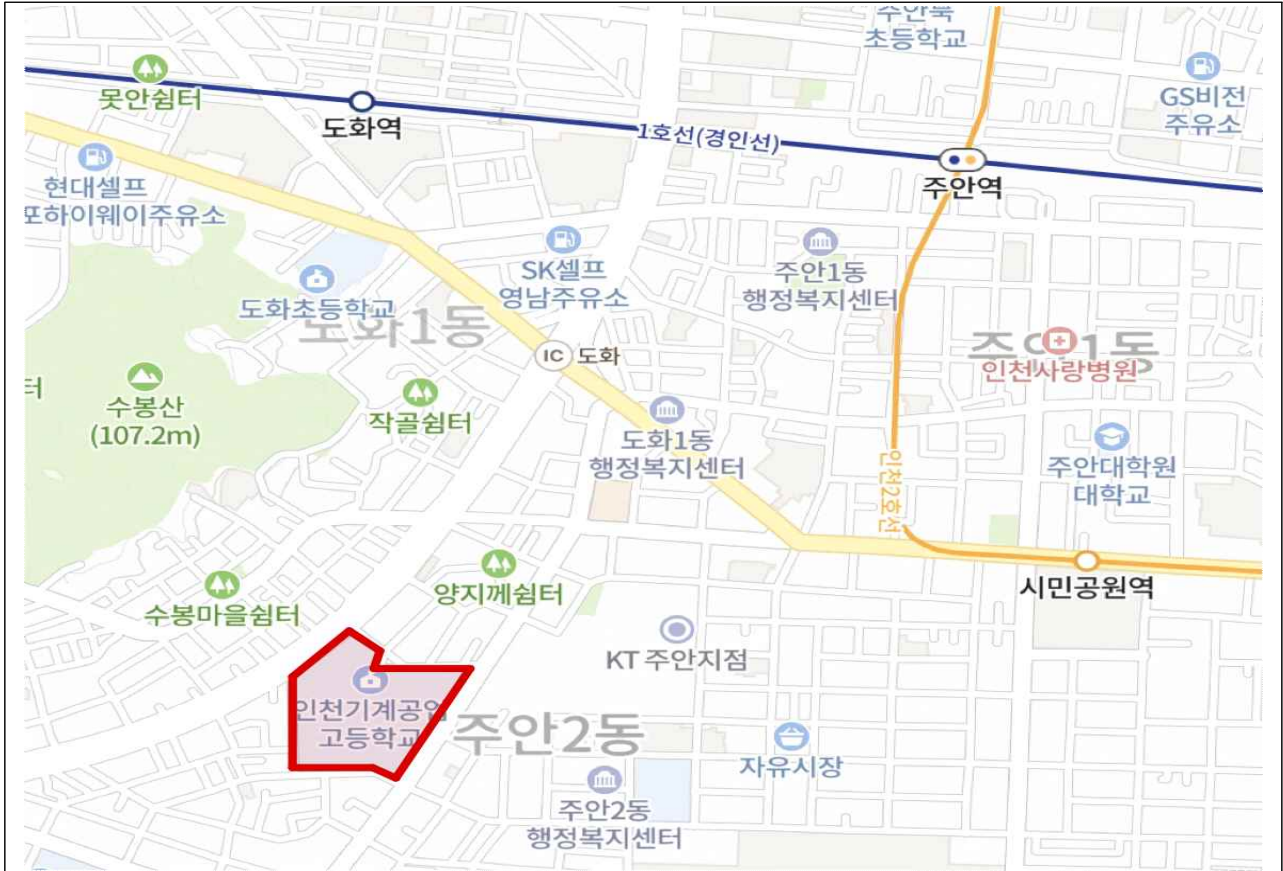 주안북
초등학교
못안쉼터
도화역
1호선(경인선)
GS비전
주유소
주안역
현대셀프
포하이웨이주유소
SK셀프
영남주유소
주안1동
행정복지센터
도화초등학교
도화1동
IC 도화
주안1동
인천사랑병원
터
수봉산
(107.2m)
작골쉼터
도화1동
행정복지센터
인천2호선
주안대학원
대학교
시민공원역
양지께쉼터
수봉마을쉼터
KT 주안지점
인천기계공업
고등학교
주안2동
자유시장
주안2동
행정복지센터